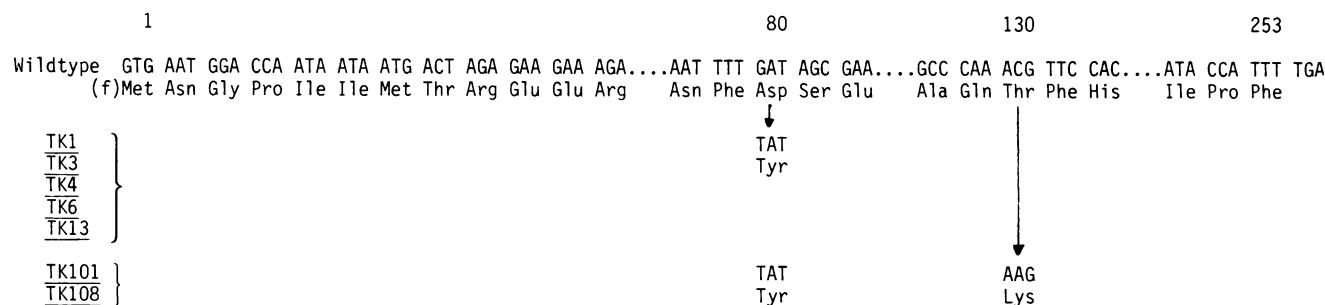 1 80 130 253
Wildtype GTG AAT GGA CCA ATA ATA ATG ACT AGA GAA GAA AGA....AAT TTT GAT AGC GAA....GCC CAA ACG TTC CAC....ATA CCA TTT TGA
(f)Met Asn Gly Pro Ile Ile Met Thr Arg Glu Glu Arg Asn Phe Asp Ser Glu Ala Gln Thr Phe His Ile Pro Phe
TK1 TAT
TK3 Tyr
TK4
TK6
TK13
TK101 TAT AAG
TK108 Tyr Lys